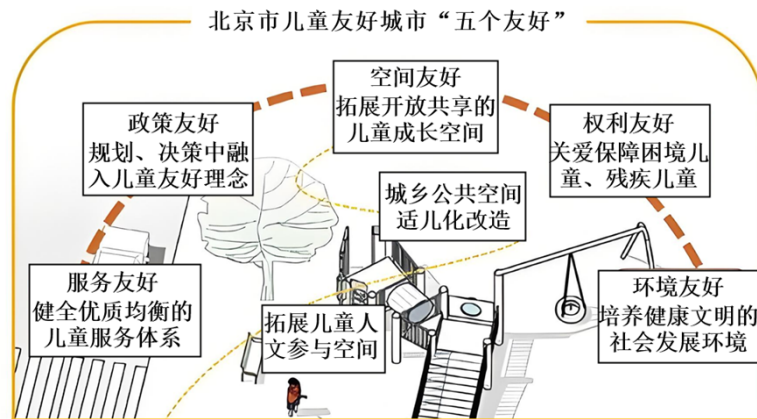 北京市儿童友好城市“五个友好”
空间友好
拓展开放共享的
儿童成长空间
政策友好
规划、决策中融
入儿童友好理念
权利友好
关爱保障困境儿
童、残疾儿童
城乡公共空间
适儿化改造
服务友好
健全优质均衡的
儿童服务体系
拓展儿童人
文参与空间
环境友好
培养健康文明的
社会发展环境